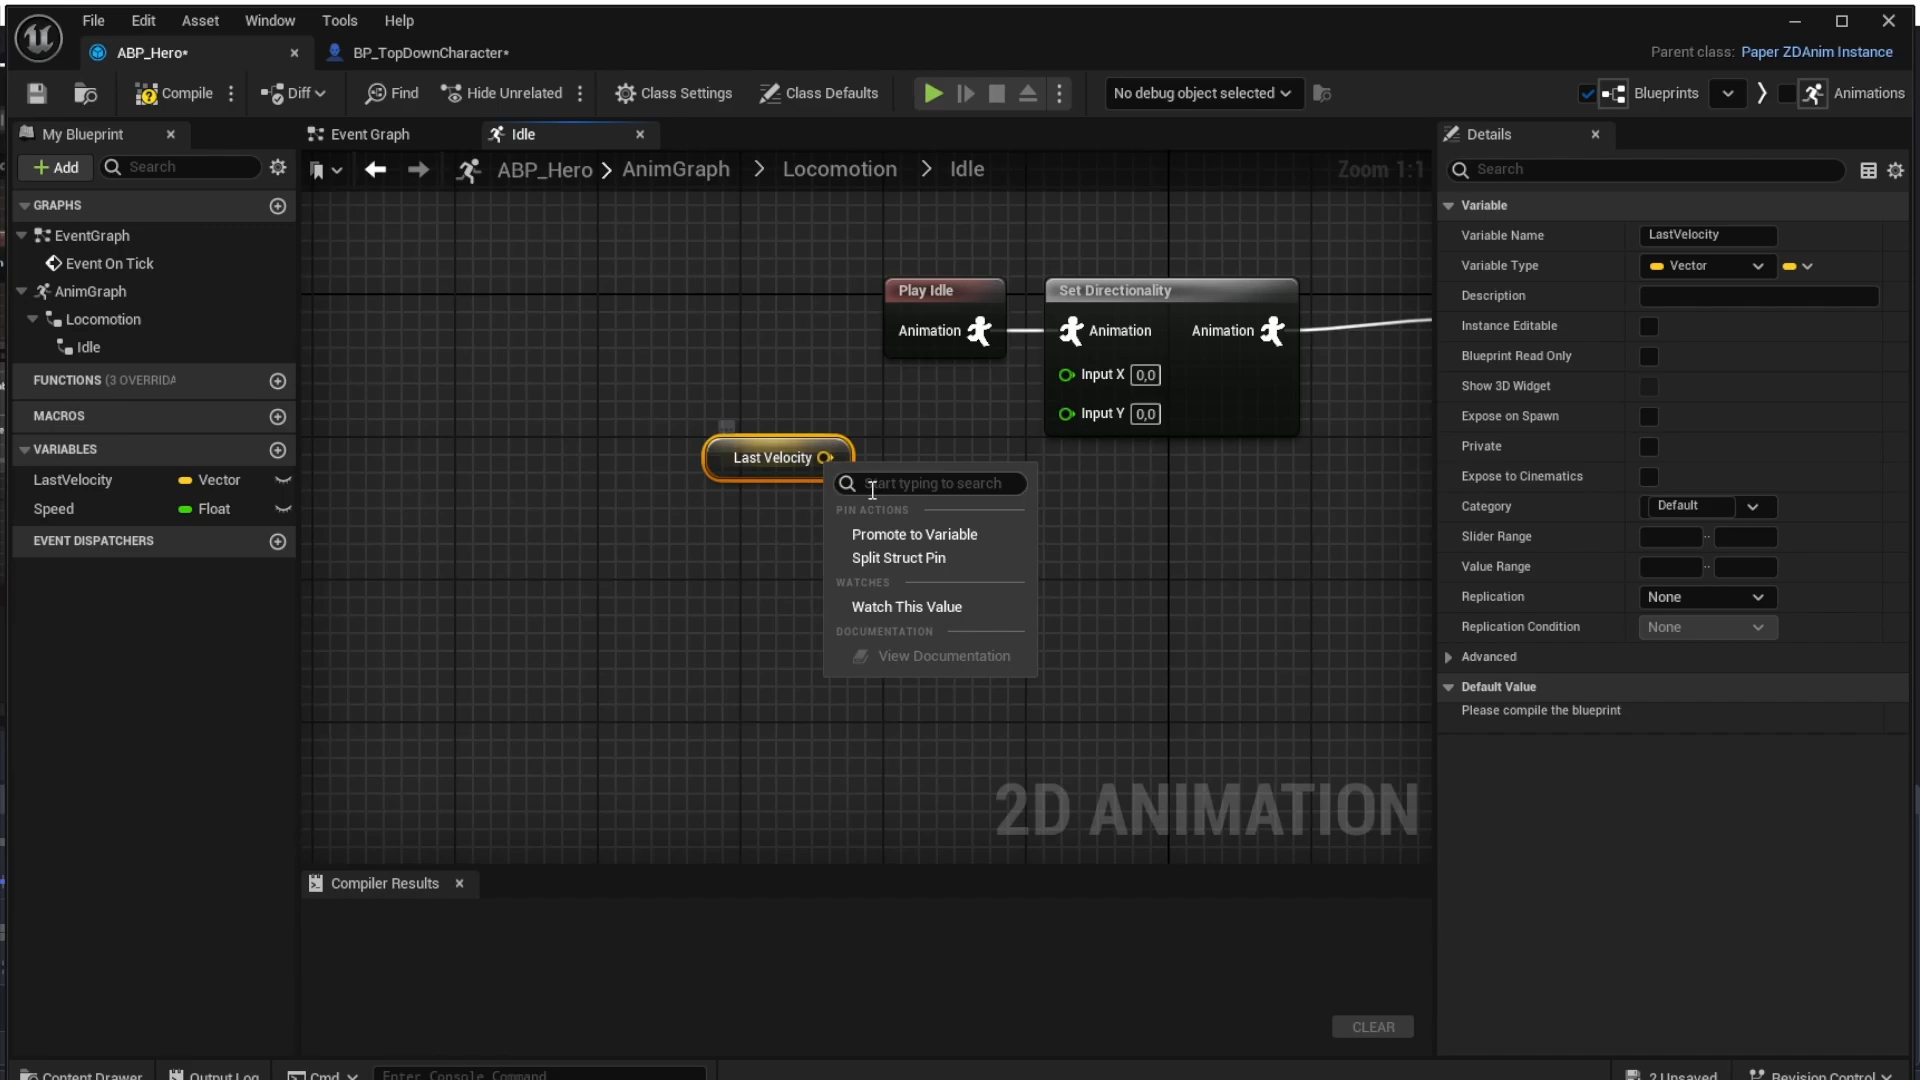 File Edit Asset Window Tools Help
ABP_Hero* BP_TopDownCharacter* Parent class: Paper ZDAnim Instance
Compile Diff Find Hide Unrelated Class Settings Class Defaults No debug object selected Blueprints Animations
My Blueprint Event Graph Idle Details
Add Search ABP_Hero AnimGraph Locomotion Idle Zoom 1:1 Search
GRAPHS
EventGraph
Event On Tick
AnimGraph
Locomotion
Idle
FUNCTIONS (3 OVERRIDA
MACROS
VARIABLES
LastVelocity Vector
Speed Float
EVENT DISPATCHERS
Play Idle
Animation
Set Directionality
Animation Animation
Input X 0,0
Input Y 0,0
Last Velocity
Start typing to search
PIN ACTIONS
Promote to Variable
Split Struct Pin
WATCHES
Watch This Value
DOCUMENTATION
View Documentation
2D ANIMATION
Variable
Variable Name LastVelocity
Variable Type Vector
Description
Instance Editable
Blueprint Read Only
Show 3D Widget
Expose on Spawn
Private
Expose to Cinematics
Category Default
Slider Range ..
Value Range ..
Replication None
Replication Condition None
Advanced
Default Value
Please compile the blueprint
Compiler Results
CLEAR
Content Drawer Output Log Cmd Enter Console Command 2 Unsaved Revision Control